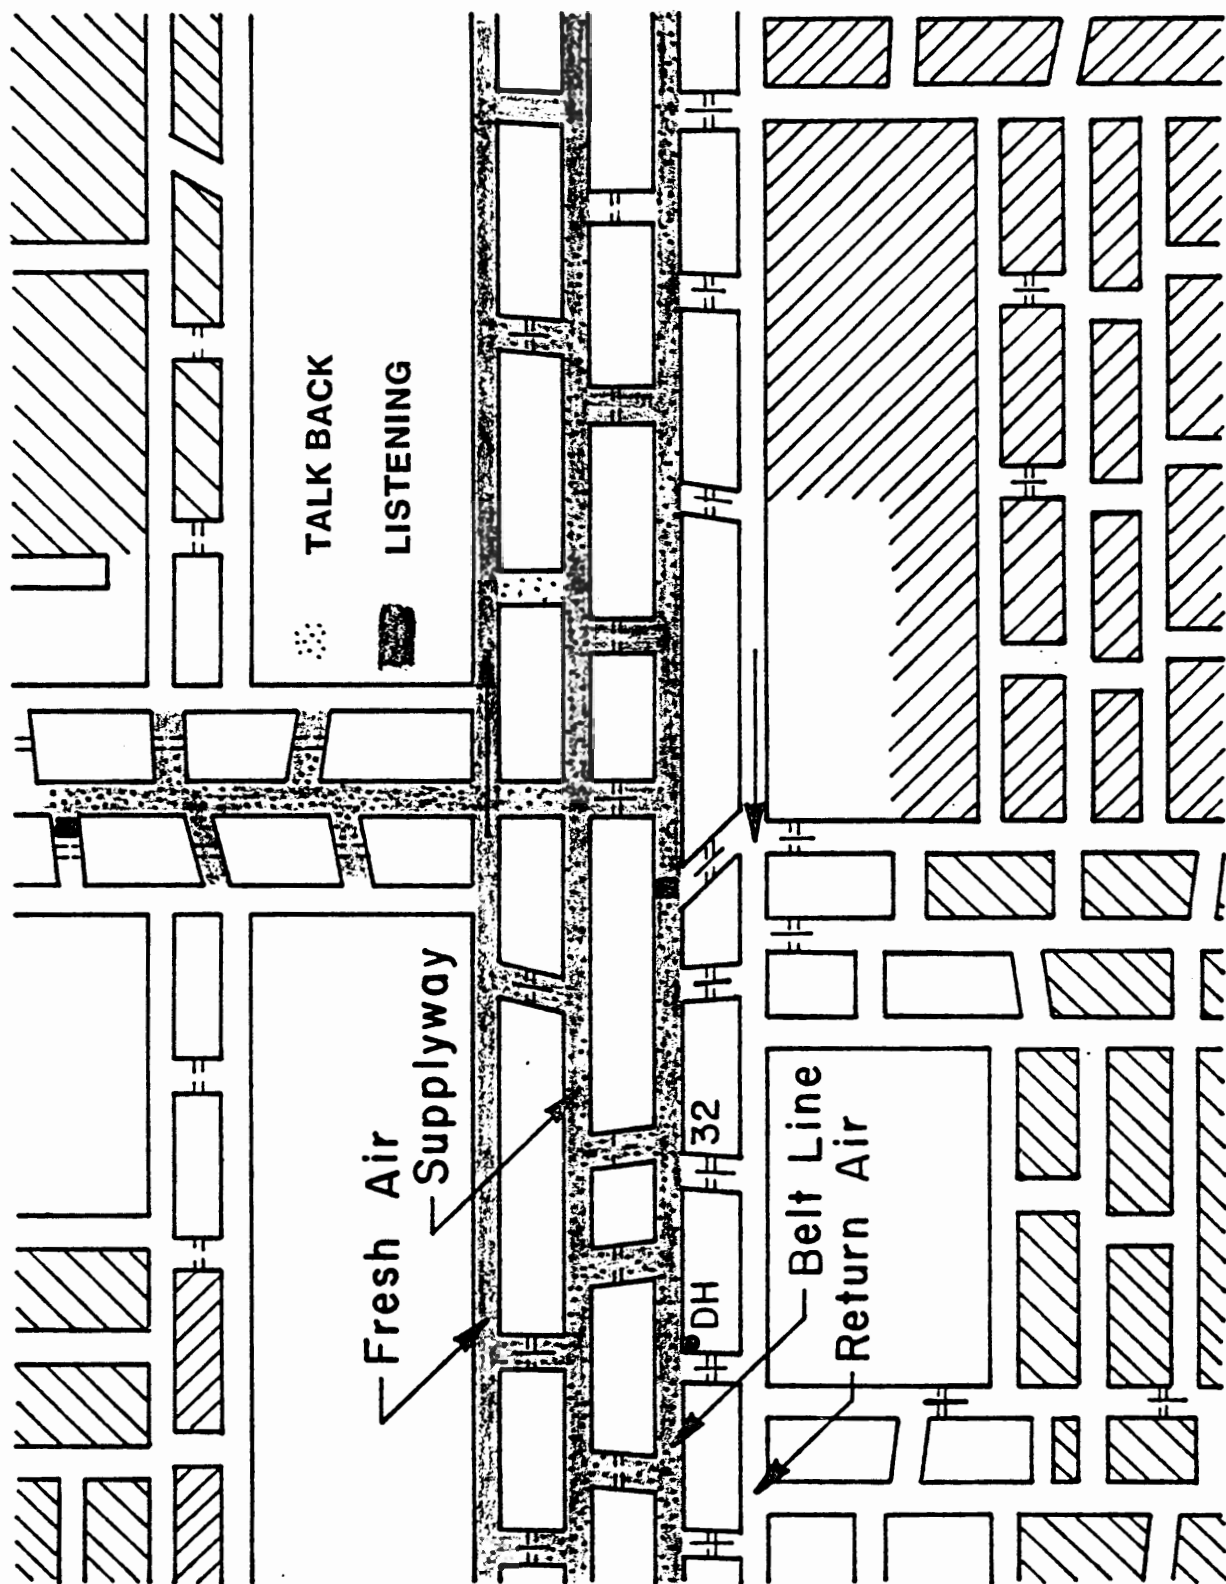 TALK BACK
LISTENING
Fresh Air
Supplyway
DH
32
Belt Line
Return Air